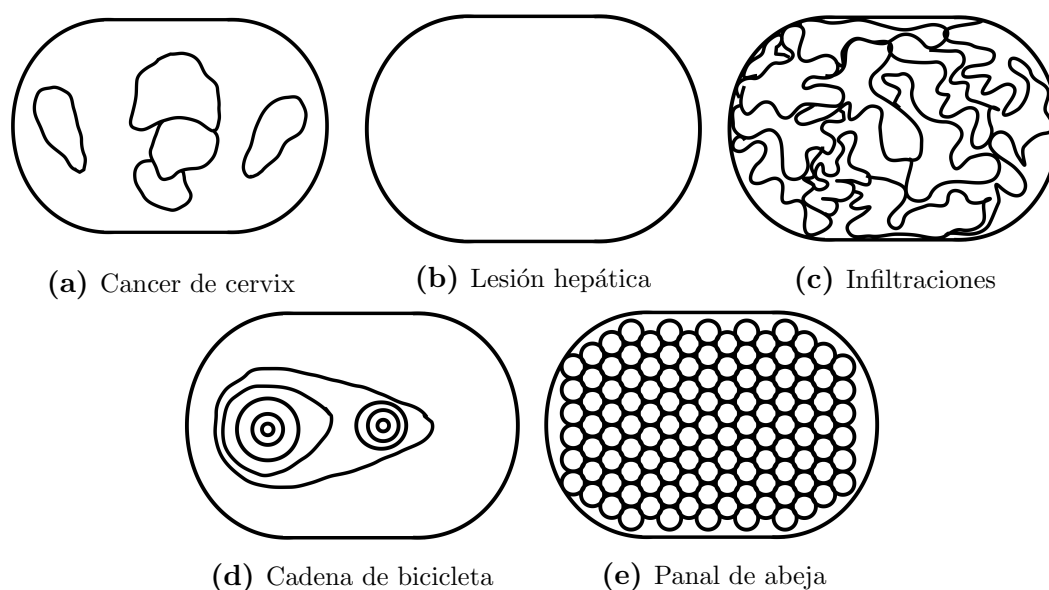 (a) Cancer de cervix
(b) Lesión hepática
(c) Infiltraciones
(d) Cadena de bicicleta
(e) Panal de abeja